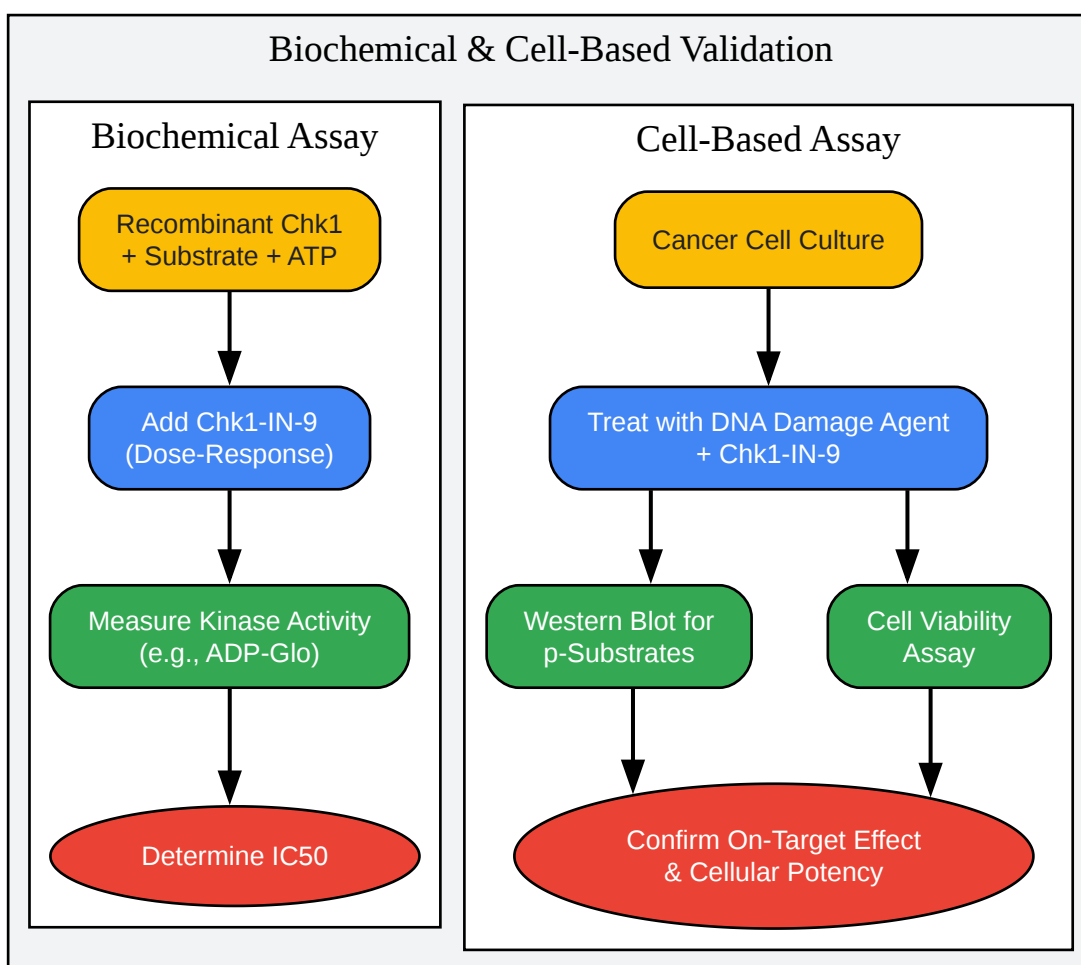 Biochemical & Cell-Based Validation
Biochemical Assay
Recombinant Chk1
+ Substrate + ATP
Add Chk1-IN-9
(Dose-Response)
Measure Kinase Activity
(e.g., ADP-Glo)
Determine IC50
Cell-Based Assay
Cancer Cell Culture
Treat with DNA Damage Agent
+ Chk1-IN-9
Western Blot for
p-Substrates
Cell Viability
Assay
Confirm On-Target Effect
& Cellular Potency